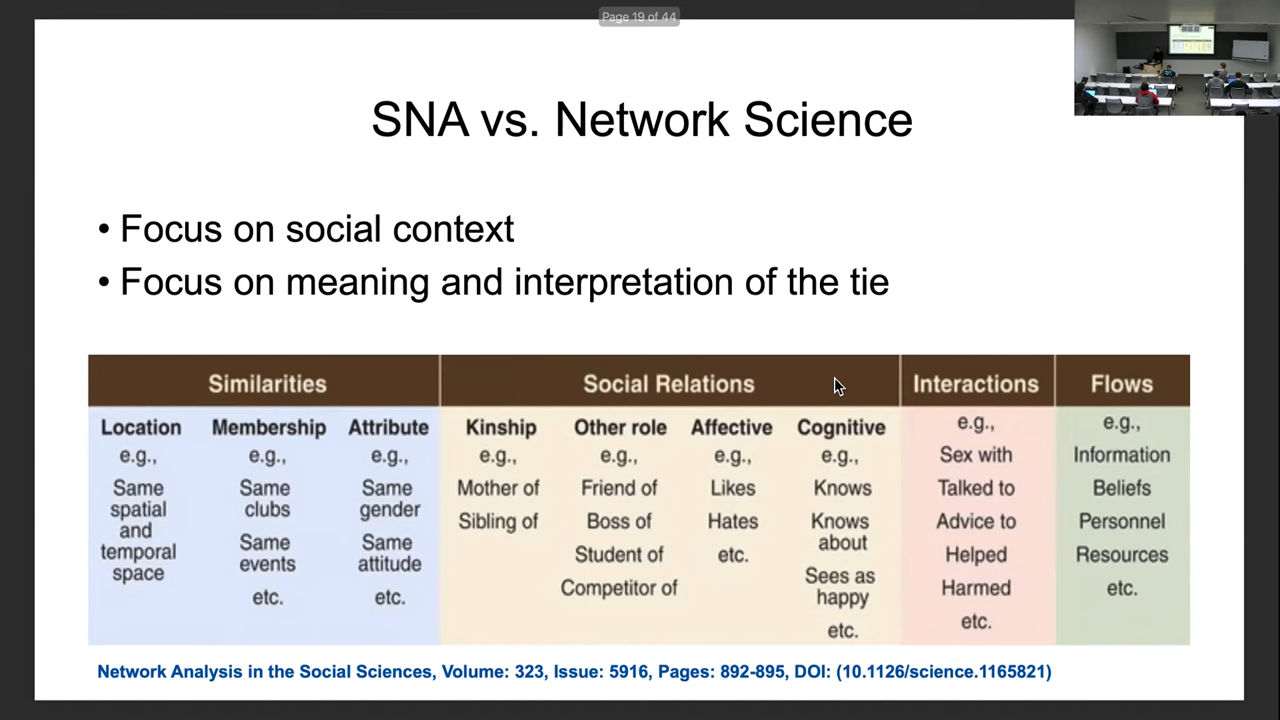 Page 19 of 44
SNA vs. Network Science
• Focus on social context
• Focus on meaning and interpretation of the tie
Similarities
Location
e.g.,
Same
spatial
and
temporal
space
Membership
e.g.,
Same
clubs
Same
events
etc.
Attribute
e.g.,
Same
gender
Same
attitude
etc.
Social Relations
Kinship
e.g.,
Mother of
Sibling of
Other role
e.g.,
Friend of
Boss of
Student of
Competitor of
Affective
e.g.,
Likes
Hates
etc.
Cognitive
e.g.,
Knows
Knows
about
Sees as
happy
etc.
Interactions
e.g.,
Sex with
Talked to
Advice to
Helped
Harmed
etc.
Flows
e.g.,
Information
Beliefs
Personnel
Resources
etc.
Network Analysis in the Social Sciences, Volume: 323, Issue: 5916, Pages: 892-895, DOI: (10.1126/science.1165821)